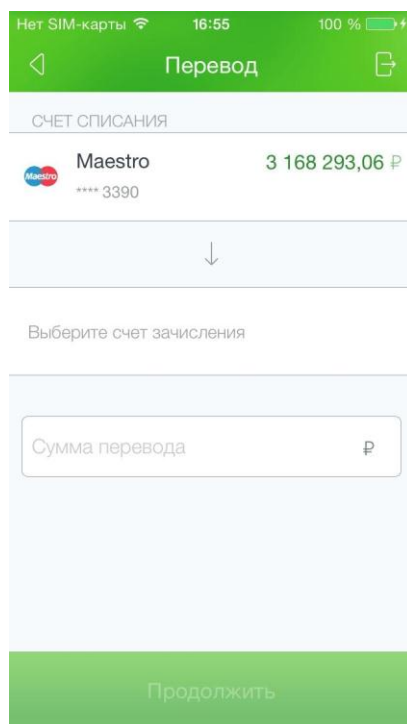 Нет SIM-карты 16:55 100 %
Перевод
СЧЕТ СПИСАНИЯ
Maestro 3 168 293,06 ₽
Maestro
**** 3390
Выберите счет зачисления
Сумма перевода ₽
Продолжить